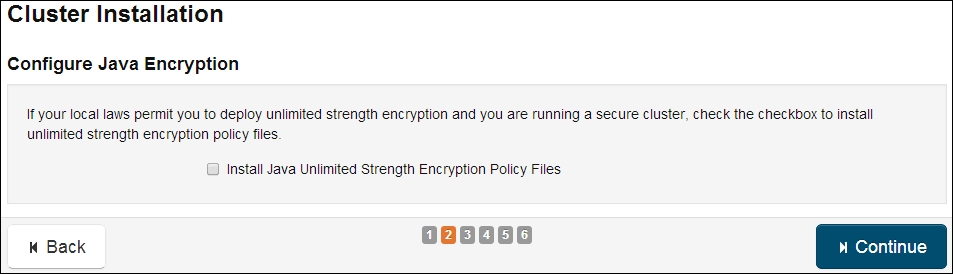 Cluster Installation
Configure Java Encryption
If your local laws permit you to deploy unlimited strength encryption and you are running a secure cluster, check the checkbox to install
unlimited strength encryption policy files.
Install Java Unlimited Strength Encryption Policy Files
Back
1 2 3 4 5 6
Continue